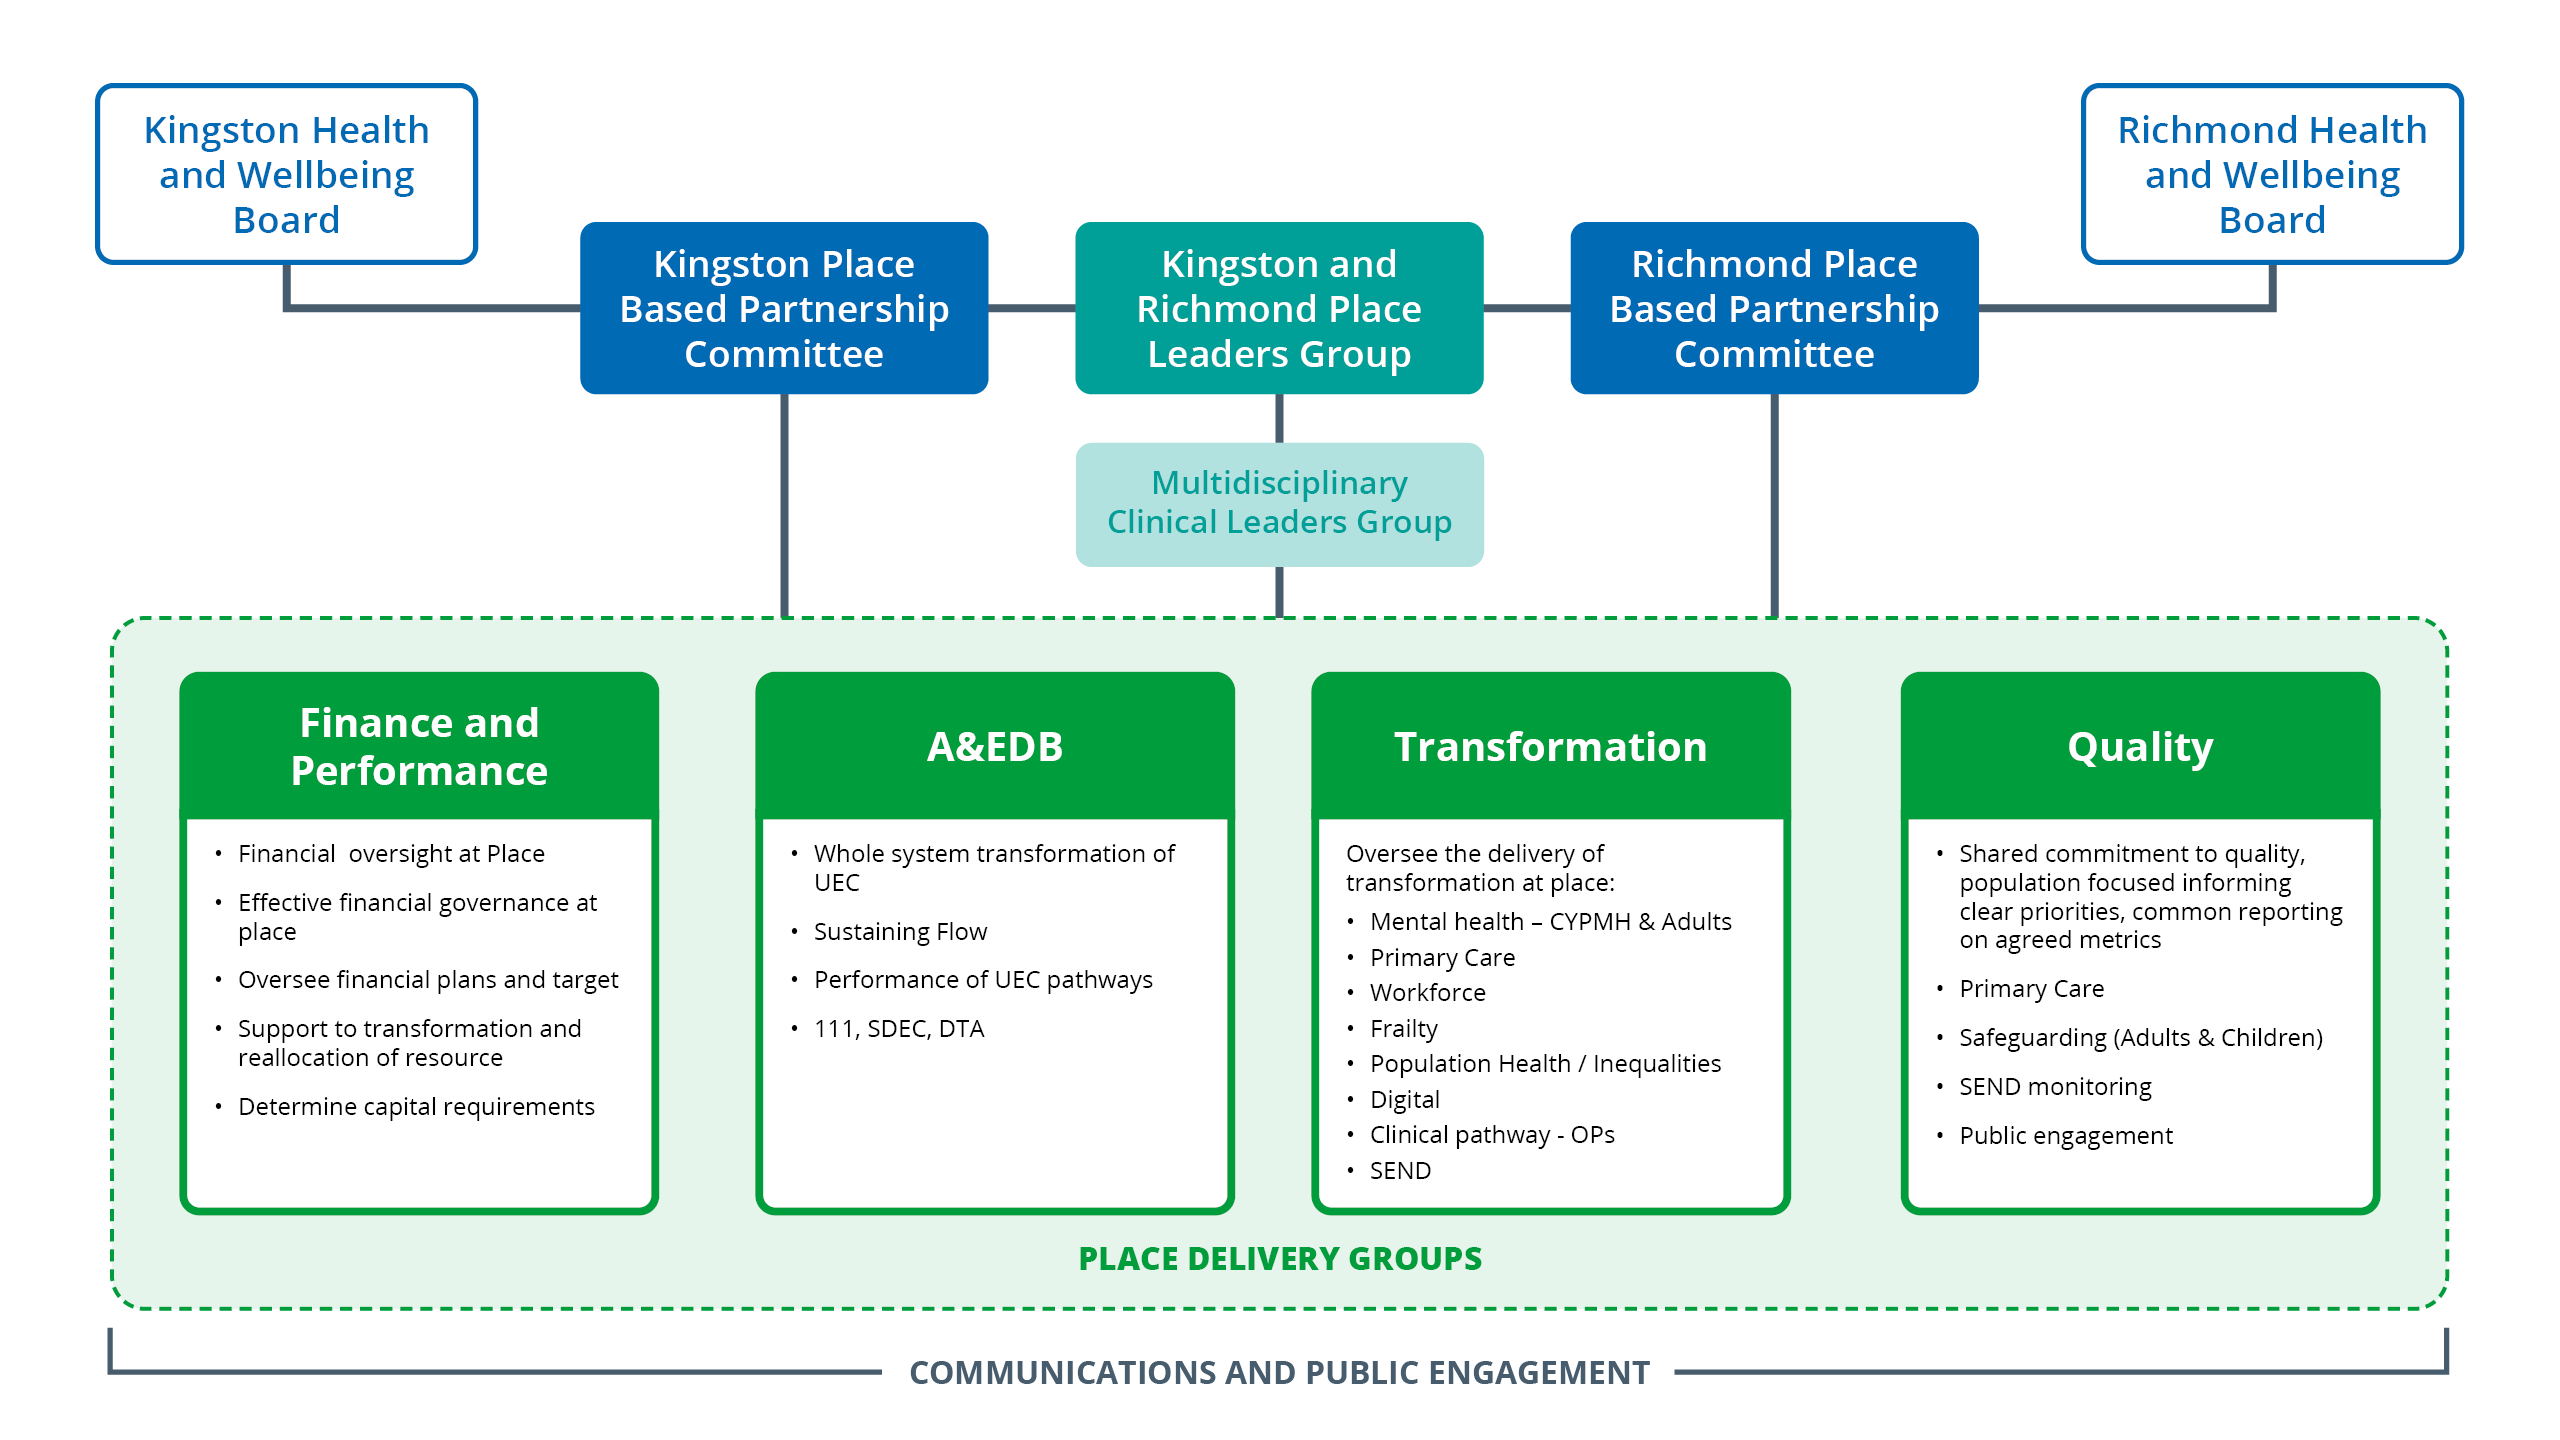 Kingston Health
and Wellbeing
Board
Richmond Health
and Wellbeing
Board
Kingston Place
Based Partnership
Committee
Kingston and
Richmond Place
Leaders Group
Richmond Place
Based Partnership
Committee
Multidisciplinary
Clinical Leaders Group
Finance and
Performance
• Financial  oversight at Place
• Effective financial governance at
place
• Oversee financial plans and target
• Support to transformation and
reallocation of resource
• Determine capital requirements
A&EDB
• Whole system transformation of
UEC
• Sustaining Flow
• Performance of UEC pathways
• 111, SDEC, DTA
Transformation
Oversee the delivery of
transformation at place:
• Mental health – CYPMH & Adults
• Primary Care
• Workforce
• Frailty
• Population Health / Inequalities
• Digital
• Clinical pathway - OPs
• SEND
Quality
• Shared commitment to quality,
population focused informing
clear priorities, common reporting
on agreed metrics
• Primary Care
• Safeguarding (Adults & Children)
• SEND monitoring
• Public engagement
PLACE DELIVERY GROUPS
COMMUNICATIONS AND PUBLIC ENGAGEMENT